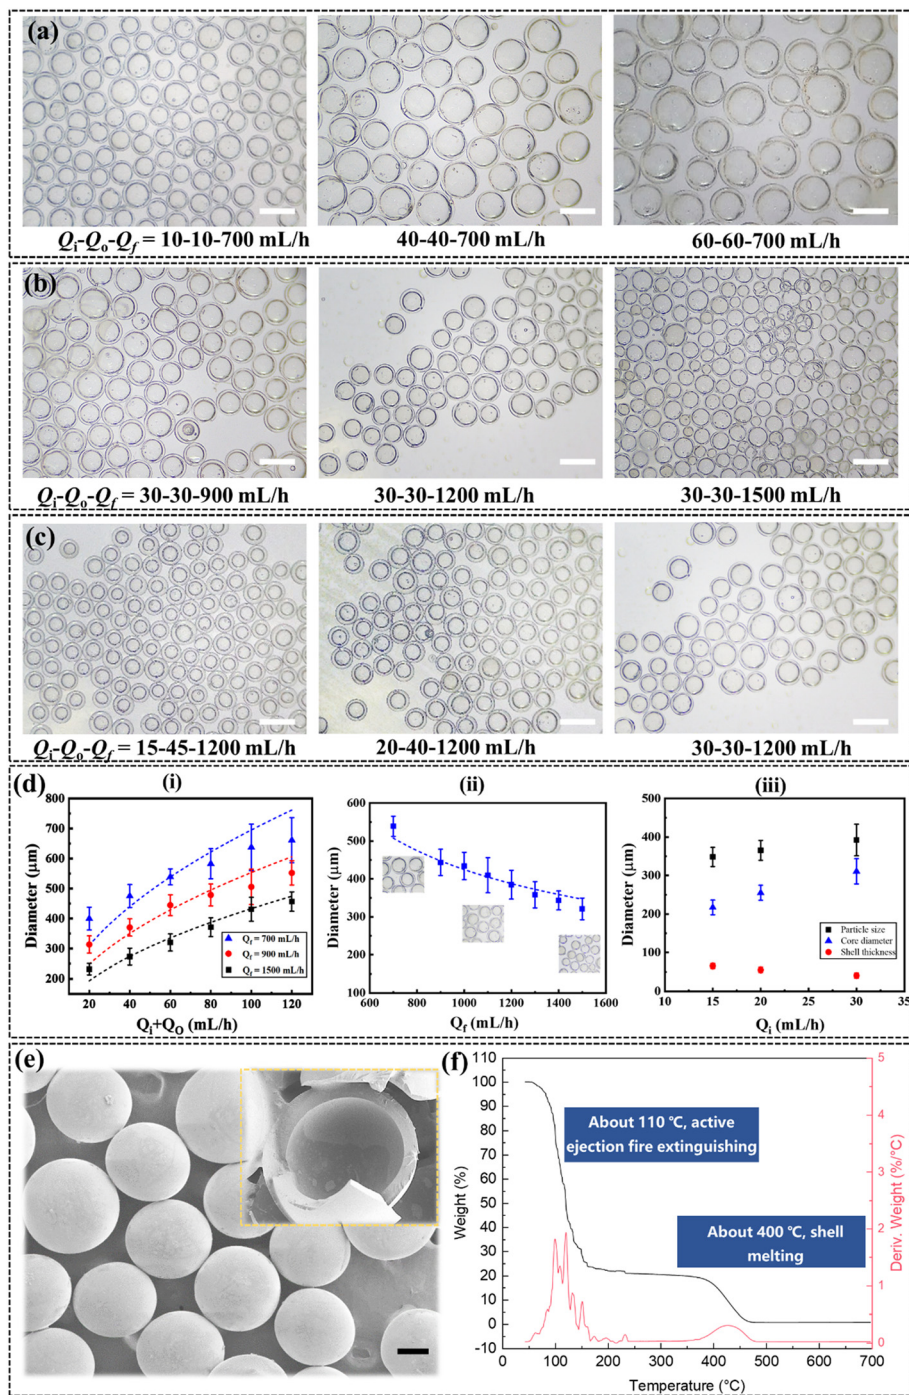 (a)
Qi-Qo-Qf = 10-10-700 mL/h
40-40-700 mL/h
60-60-700 mL/h
(b)
Qi-Qo-Qf = 30-30-900 mL/h
30-30-1200 mL/h
30-30-1500 mL/h
(c)
Qi-Qo-Qf = 15-45-1200 mL/h
20-40-1200 mL/h
30-30-1200 mL/h
(d)
(i)
800
700
600
500
400
300
200
Diameter (μm)
Qf = 700 mL/h
Qf = 900 mL/h
Qf = 1500 mL/h
20 40 60 80 100 120
Qi+QO (mL/h)
(ii)
600
500
400
300
200
100
0
Diameter (μm)
600 800 1000 1200 1400 1600
Qf (mL/h)
(iii)
500
400
300
200
100
0
Diameter (μm)
Particle size
Core diameter
Shell thickness
10 15 20 25 30 35
Qi (mL/h)
(e)
(f)
110
100
90
80
70
60
50
40
30
20
10
0
-10
Weight (%)
About 110 ℃, active
ejection fire extinguishing
About 400 ℃, shell
melting
5
4
3
2
1
0
Deriv. Weight (%/°C)
0 100 200 300 400 500 600 700
Temperature (°C)